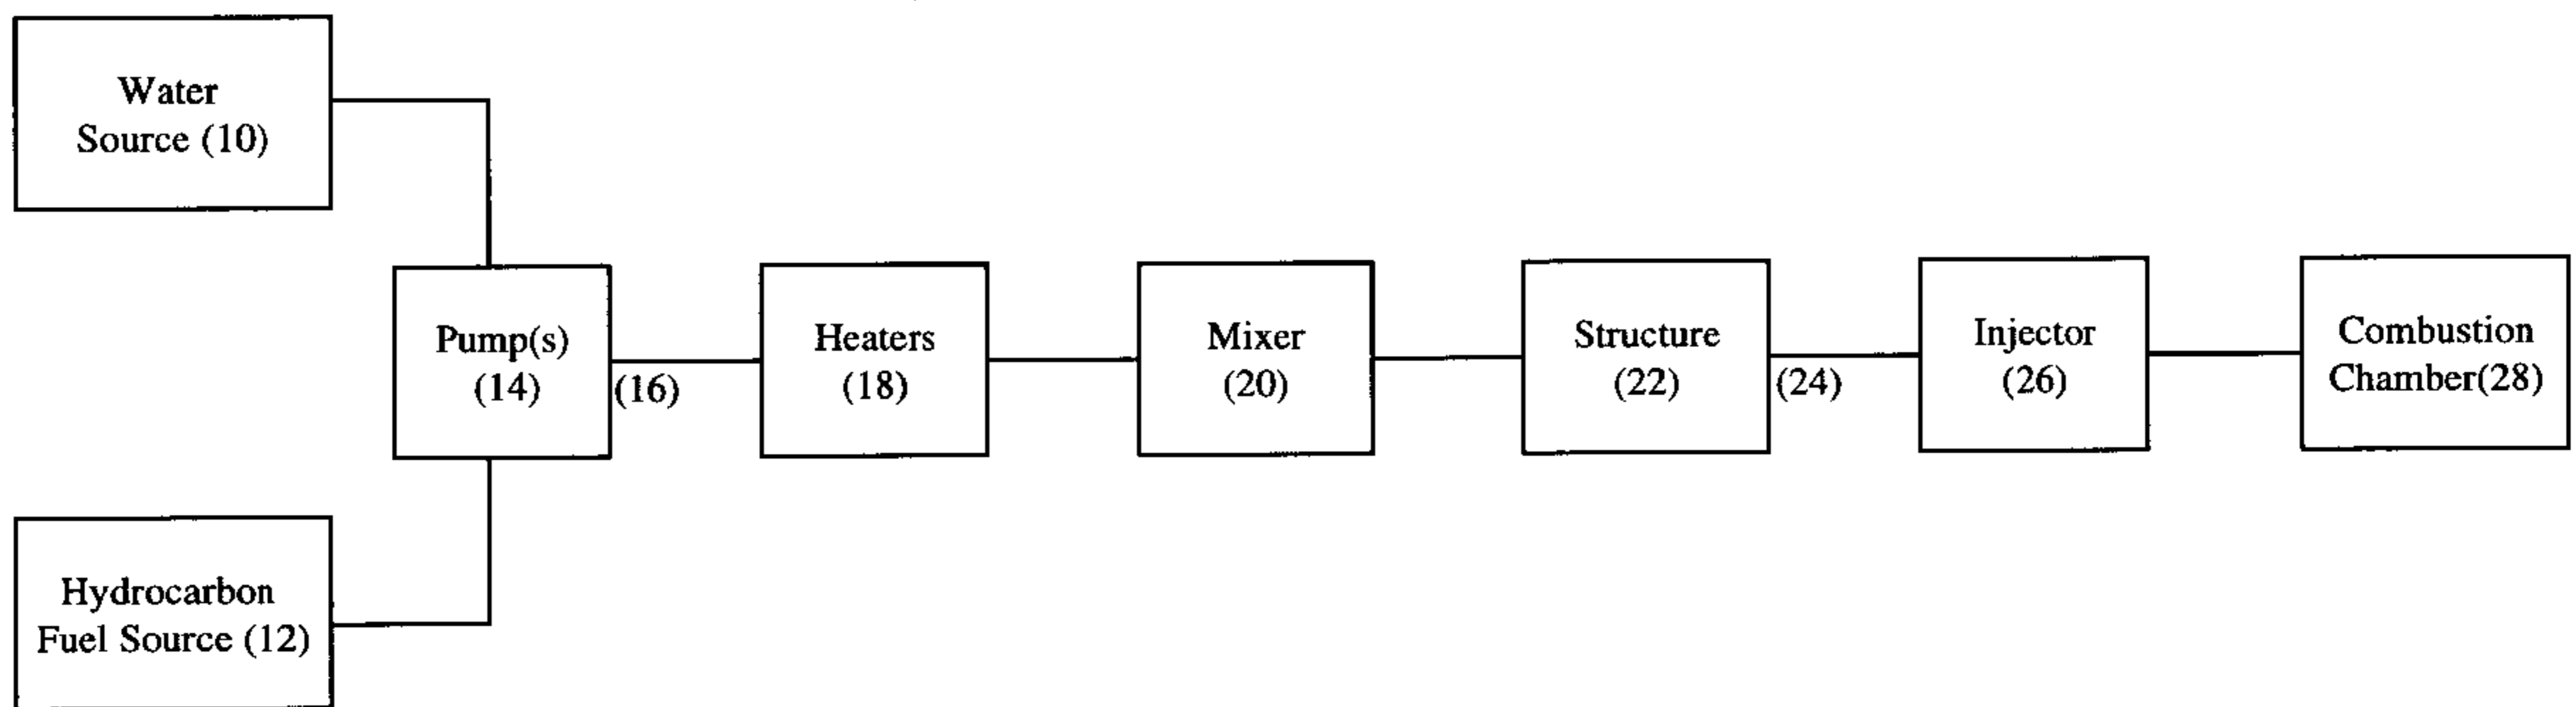 Water
Source (10)
Pump(s)
(14)
(16)
Heaters
(18)
Mixer
(20)
Structure
(22)
(24)
Injector
(26)
Combustion
Chamber(28)
Hydrocarbon
Fuel Source (12)